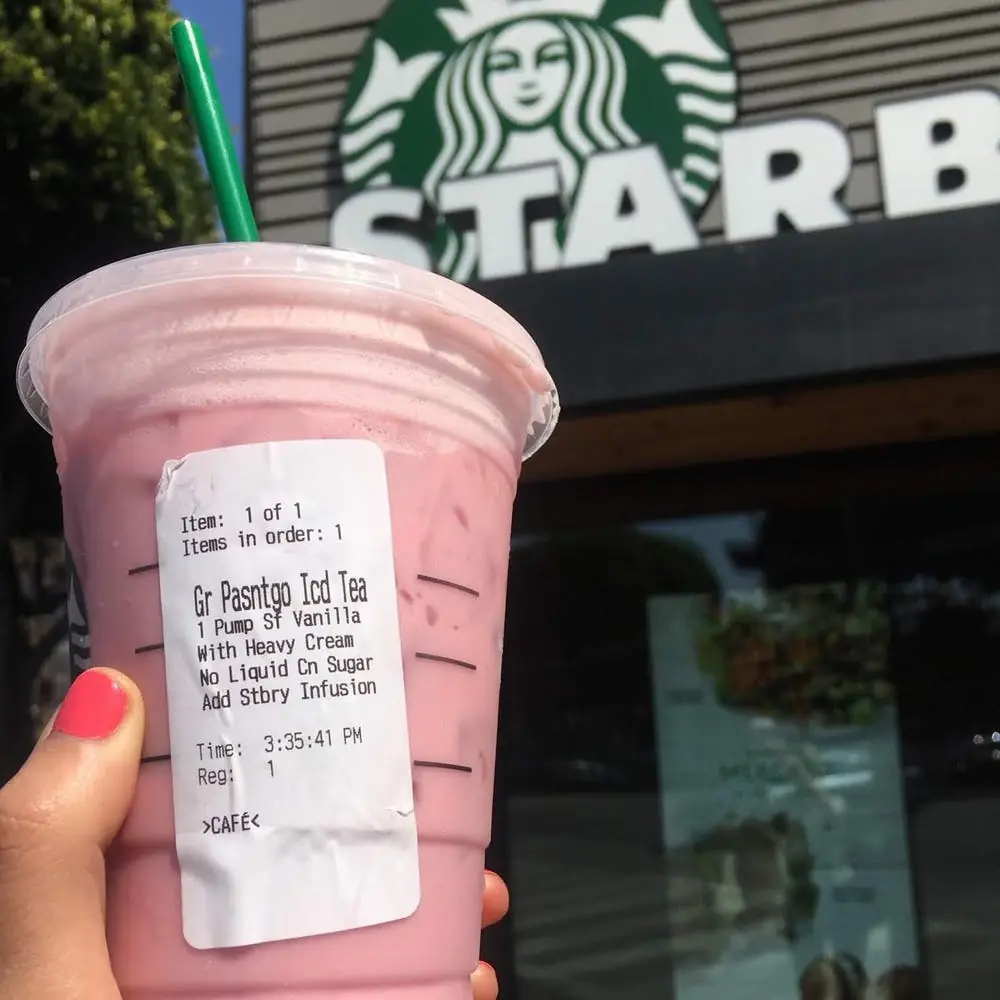 STARB
Item: 1 of 1
Items in order: 1
Gr Pasntgo Icd Tea
1 Pump Sf Vanilla
With Heavy Cream
No Liquid Cn Sugar
Add Stbry Infusion
Time: 3:35:41 PM
Reg: 1
>CAFÉ<